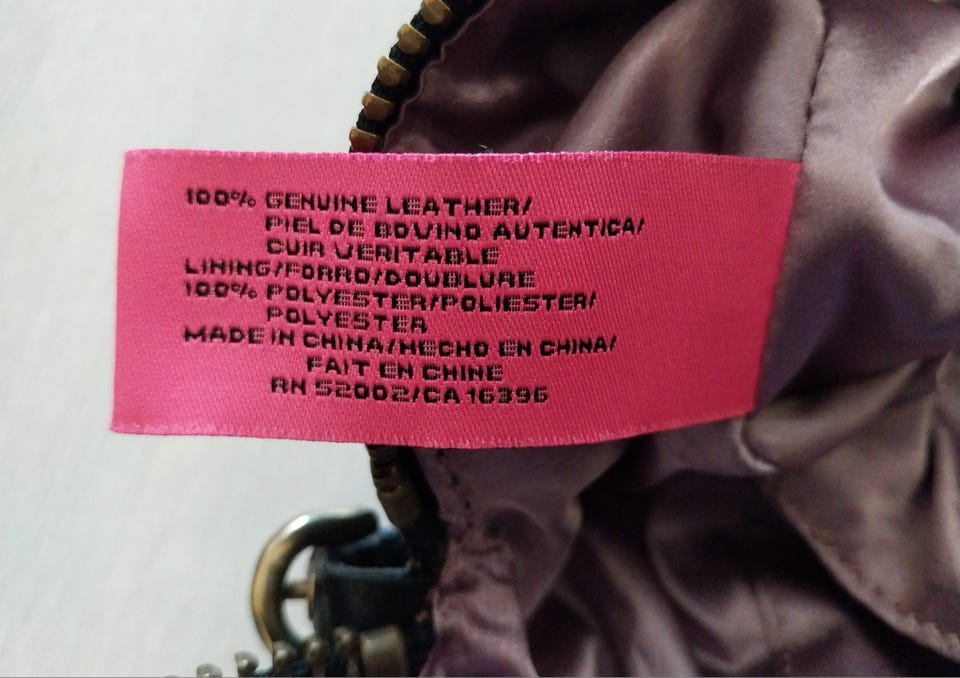 100% GENUINE LEATHER/
PIEL DE BOVINO AUTENTICA/
CUIR VERITABLE
LINING/FORRO/DOUBLURE
100% POLYESTER/POLIESTER/
POLYESTER
MADE IN CHINA/HECHO EN CHINA/
FAIT EN CHINE
RN 52002/CA 16396